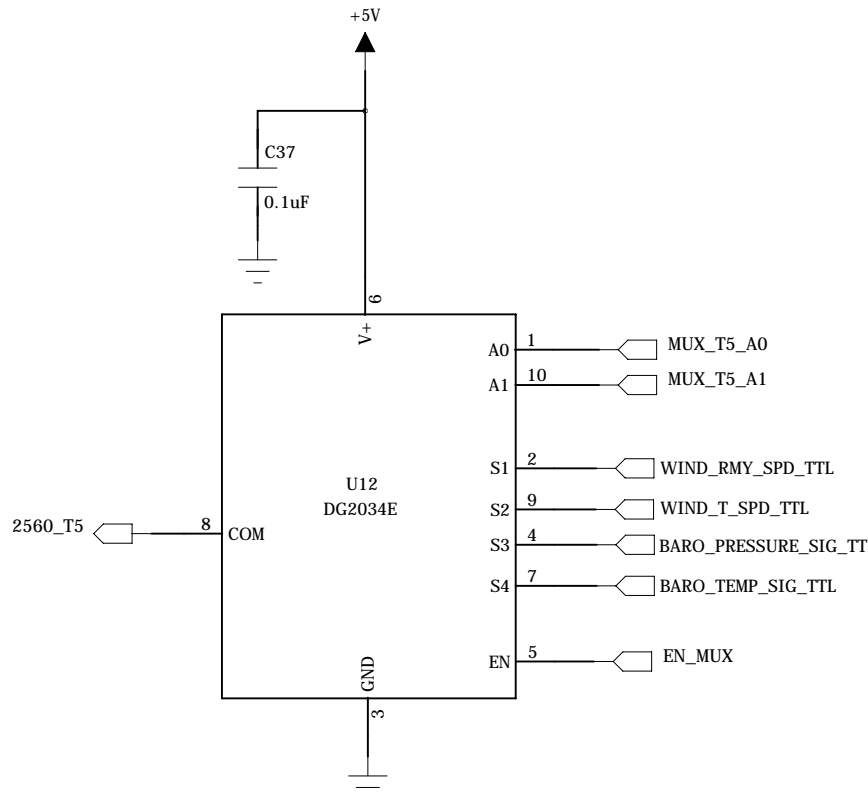 +5V
C37
0.1uF
6
V+
A0 1 MUX_T5_A0
A1 10 MUX_T5_A1
U12
DG2034E
S1 2 WIND_RMY_SPD_TTL
S2 9 WIND_T_SPD_TTL
2560_T5 8 COM
S3 4 BARO_PRESSURE_SIG_TT
S4 7 BARO_TEMP_SIG_TTL
EN 5 EN_MUX
GND
3